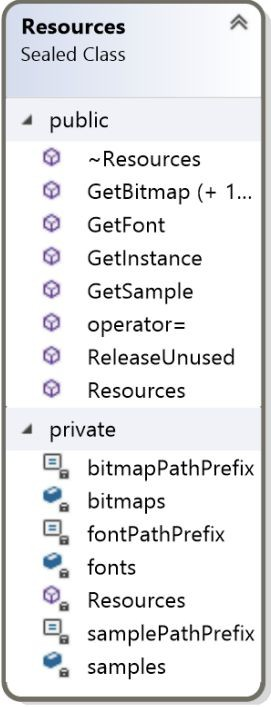 Resources
Sealed Class
public
~Resources
GetBitmap (+ 1...
GetFont
GetInstance
GetSample
operator=
ReleaseUnused
Resources
private
bitmapPathPrefix
bitmaps
fontPathPrefix
fonts
Resources
samplePathPrefix
samples